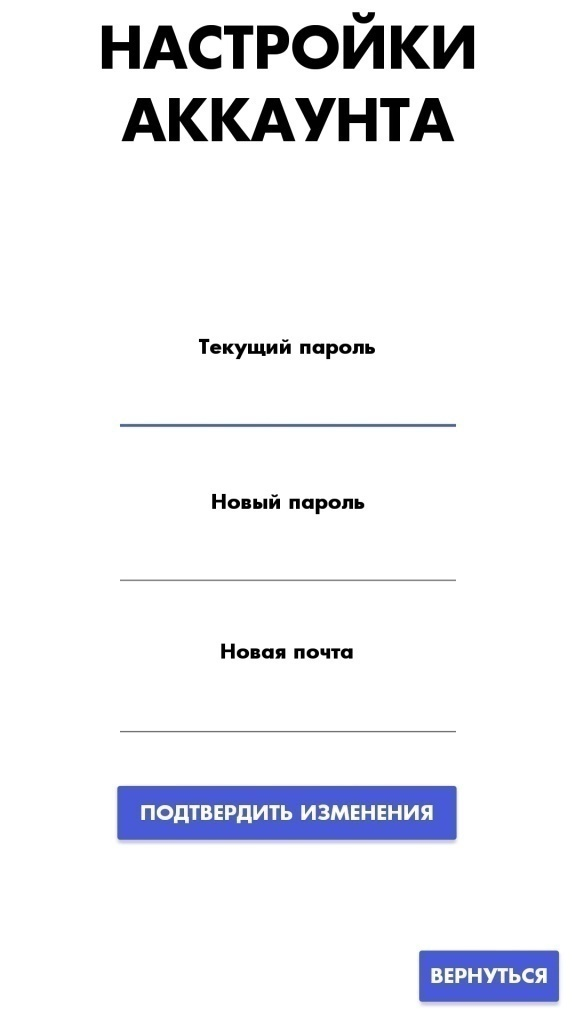 НАСТРОЙКИ
АККАУНТА
Текущий пароль
Новый пароль
Новая почта
ПОДТВЕРДИТЬ ИЗМЕНЕНИЯ
ВЕРНУТЬСЯ